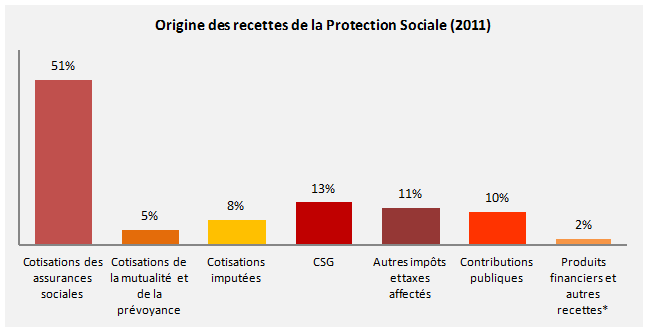 Origine des recettes de la Protection Sociale (2011)
51%
5%
8%
13%
11%
10%
2%
Cotisations des
assurances
sociales
Cotisations de
la mutualité et
de la
prévoyance
Cotisations
imputées
CSG
Autres impôts
et taxes
affectés
Contributions
publiques
Produits
financiers et
autres
recettes*